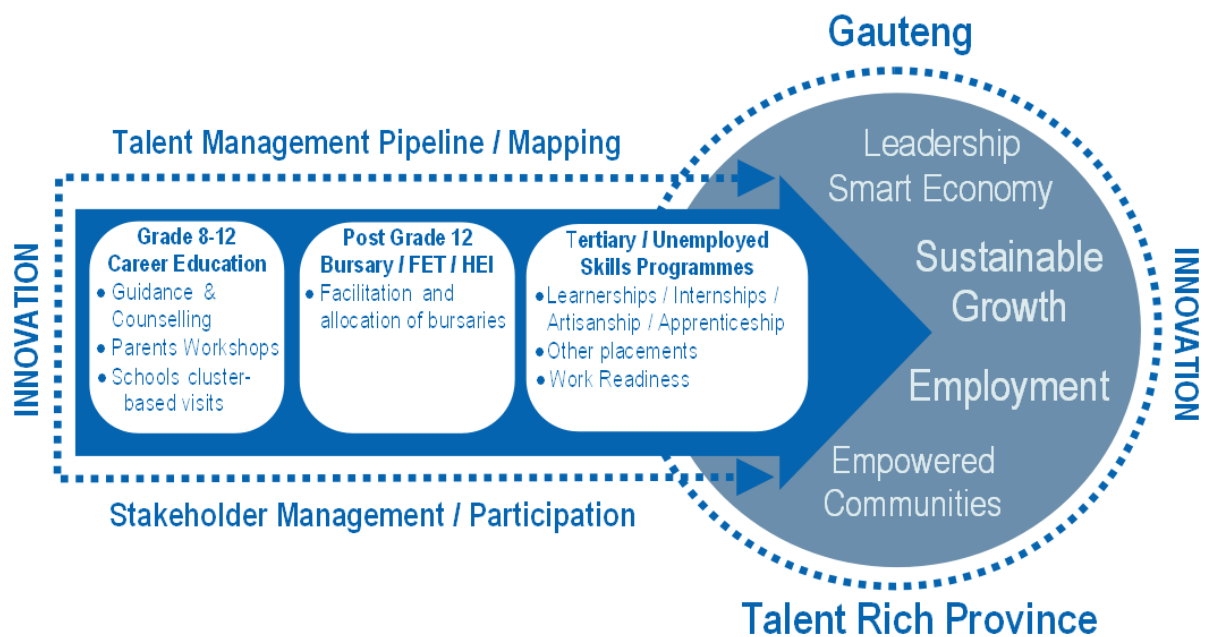 Gauteng
Talent Management Pipeline / Mapping
INNOVATION
Grade 8-12
Career Education
• Guidance &
Counselling
• Parents Workshops
• Schools cluster-
based visits
Post Grade 12
Bursary / FET / HEI
• Facilitation and
allocation of bursaries
Tertiary / Unemployed
Skills Programmes
• Learnerships / Internships /
Artisanship / Apprenticeship
• Other placements
• Work Readiness
Leadership
Smart Economy
Sustainable
Growth
Employment
Empowered
Communities
INNOVATION
Stakeholder Management / Participation
Talent Rich Province